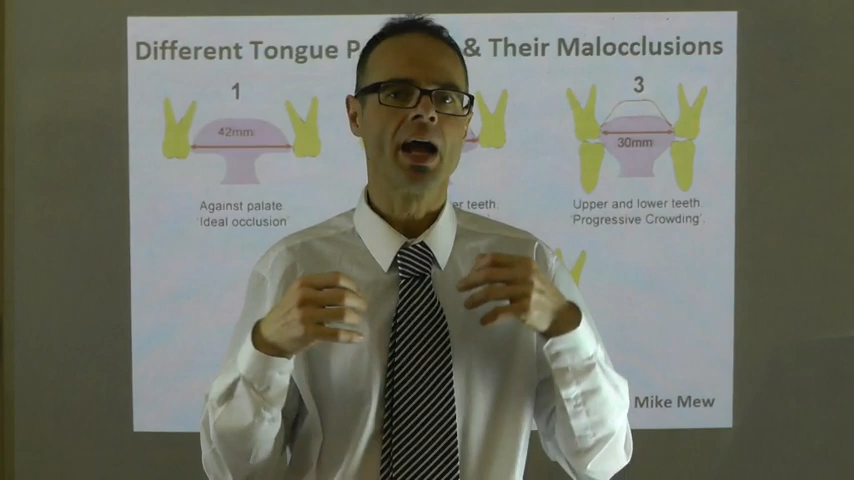 Different Tongue P & Their Malocclusions
1
3
42mm
30mm
Against palate.
'Ideal occlusion'
er teeth.
Upper and lower teeth.
'Progressive Crowding'.
Mike Mew